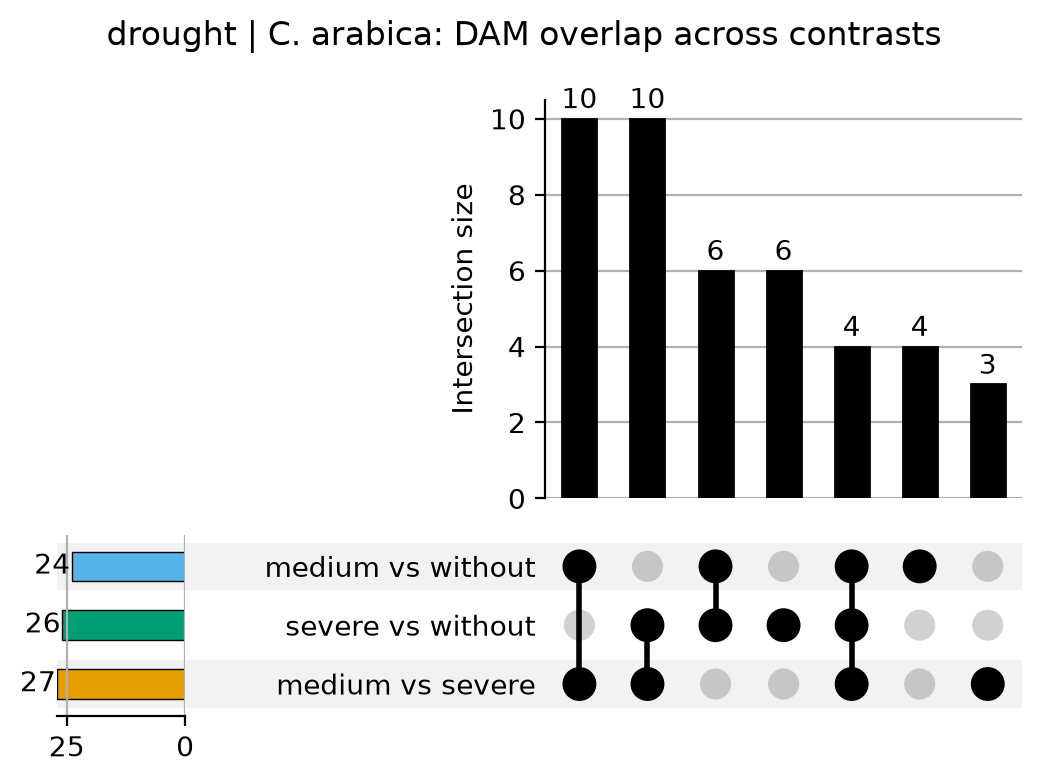 drought | C. arabica: DAM overlap across contrasts
10 10
10
8
6 6
6
4 4
4
3
2
0
Intersection size
24 medium vs without
26 severe vs without
27 medium vs severe
25 0